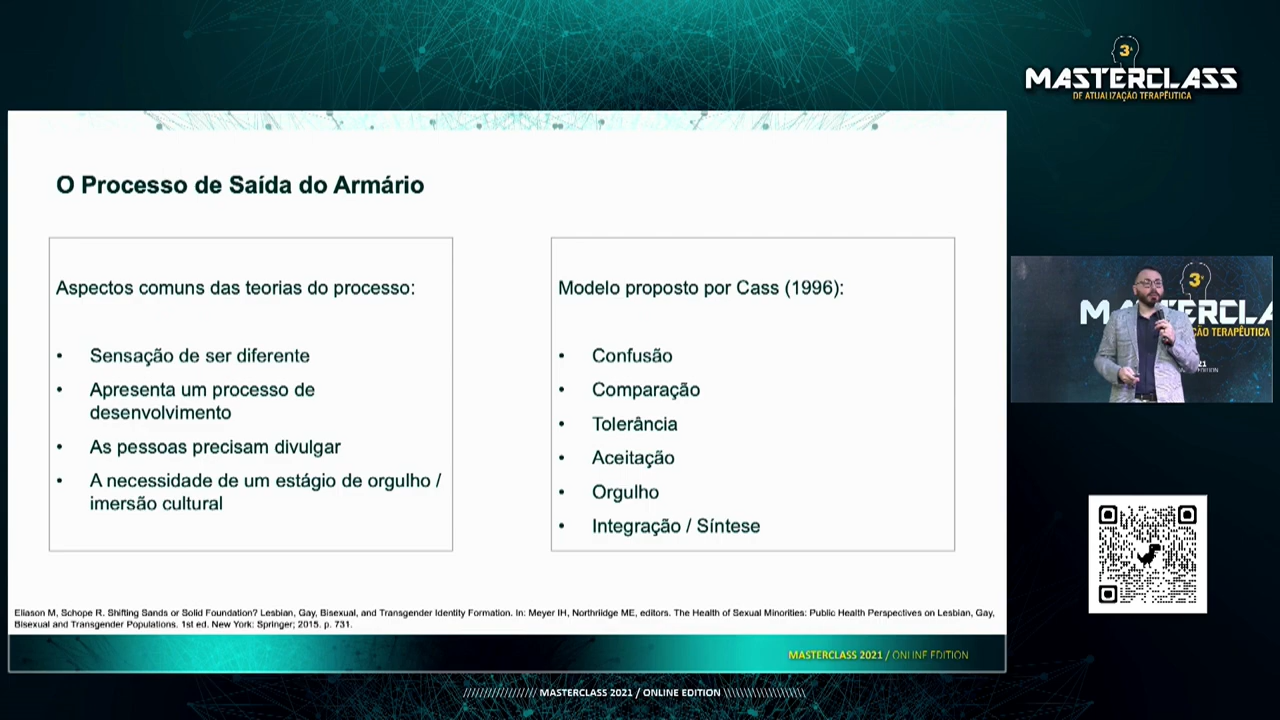 3ª
MASTERCLASS
DE ATUALIZAÇÃO TERAPÊUTICA
O Processo de Saída do Armário
Aspectos comuns das teorias do processo:
• Sensação de ser diferente
• Apresenta um processo de
desenvolvimento
• As pessoas precisam divulgar
• A necessidade de um estágio de orgulho /
imersão cultural
Modelo proposto por Cass (1996):
• Confusão
• Comparação
• Tolerância
• Aceitação
• Orgulho
• Integração / Síntese
3ª
ERCLA
ÇÃO TERAPÊUTICA
Eliason M, Schope R. Shifting Sands or Solid Foundation? Lesbian, Gay, Bisexual, and Transgender Identity Formation. In: Meyer IH, Northriidge ME, editors. The Health of Sexual Minorities: Public Health Perspectives on Lesbian, Gay,
Bisexual and Transgender Populations. 1st ed. New York: Springer; 2015. p. 731.
MASTERCLASS 2021 / ONLINE EDITION
////////////////// MASTERCLASS 2021 / ONLINE EDITION \\\\\\\\\\\\\\\\\\\\